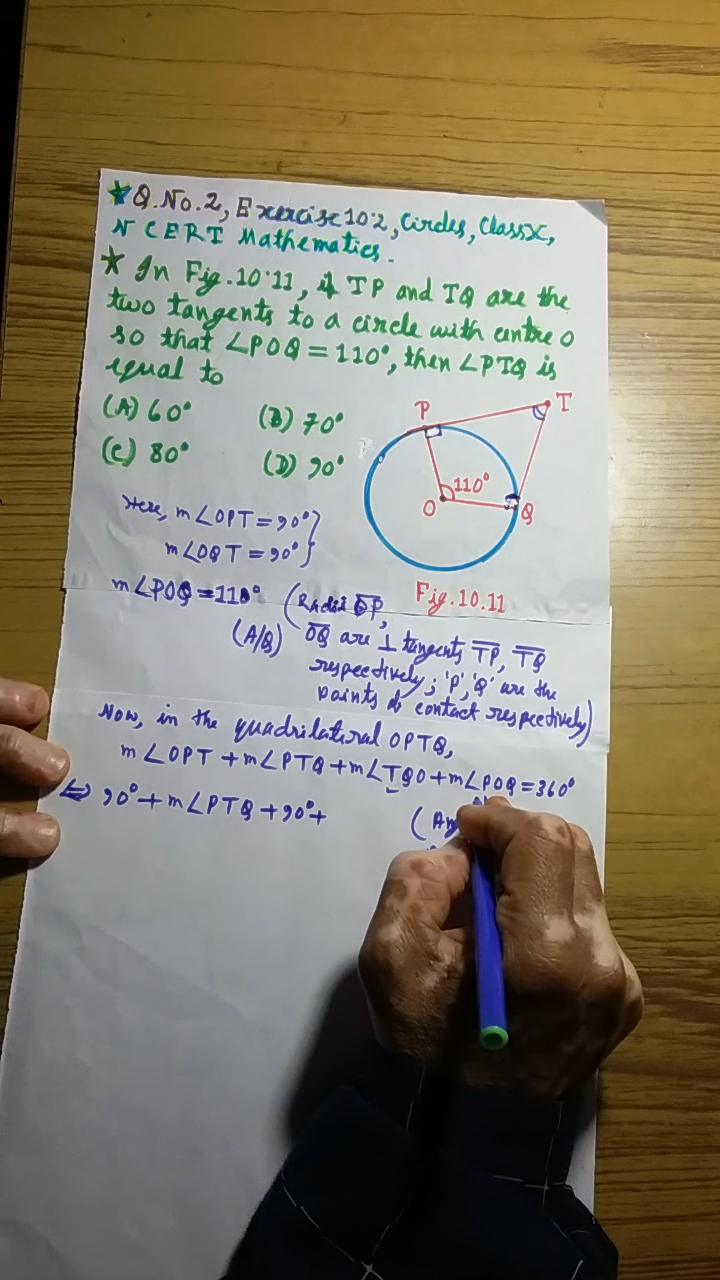 * Q.No.2, Exercise 10.2, Circles, Class X,
NCERT Mathematics.
* In Fig.10.11, if TP and TQ are the
two tangents to a circle with centre O
so that ∠POQ = 110°, then ∠PTQ is
equal to
(A) 60° (B) 70°
(C) 80° (D) 90°
P
T
110°
O
Q
Fig.10.11
Here, m∠OPT = 90° }
m∠OQT = 90° }
m∠POQ = 110° (Radii OP,
(A/Q) OQ are ⊥ tangents TP, TQ
respectively; 'P', 'Q' are the
points of contact respectively)
Now, in the quadrilateral OPTQ,
m∠OPT + m∠PTQ + m∠TQO + m∠POQ = 360°
⇔ 90° + m∠PTQ + 90° +